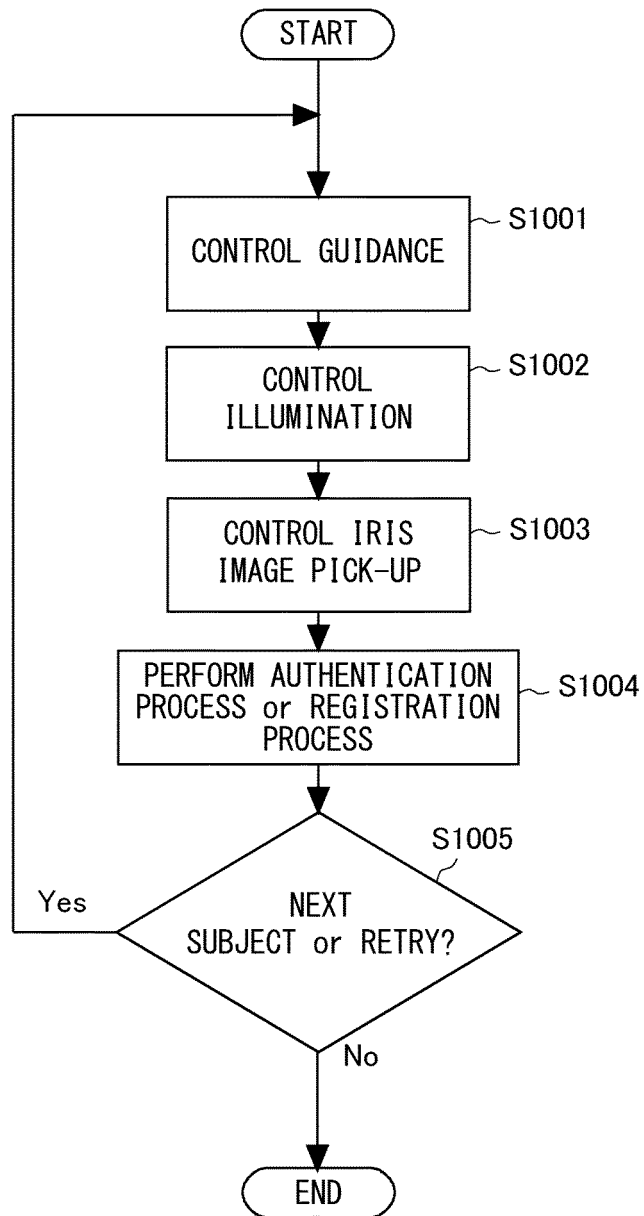 START
CONTROL GUIDANCE
S1001
CONTROL
ILLUMINATION
S1002
CONTROL IRIS
IMAGE PICK-UP
S1003
PERFORM AUTHENTICATION
PROCESS or REGISTRATION
PROCESS
S1004
S1005
NEXT
SUBJECT or RETRY?
Yes
No
END